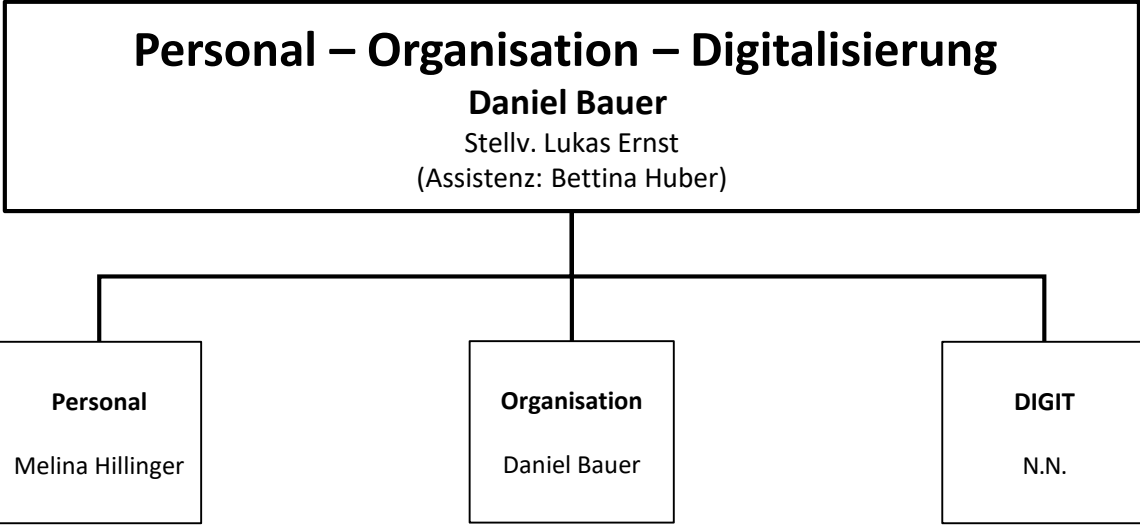 Personal – Organisation – Digitalisierung
Daniel Bauer
Stellv. Lukas Ernst
(Assistenz: Bettina Huber)
Personal
Melina Hillinger
Organisation
Daniel Bauer
DIGIT
N.N.